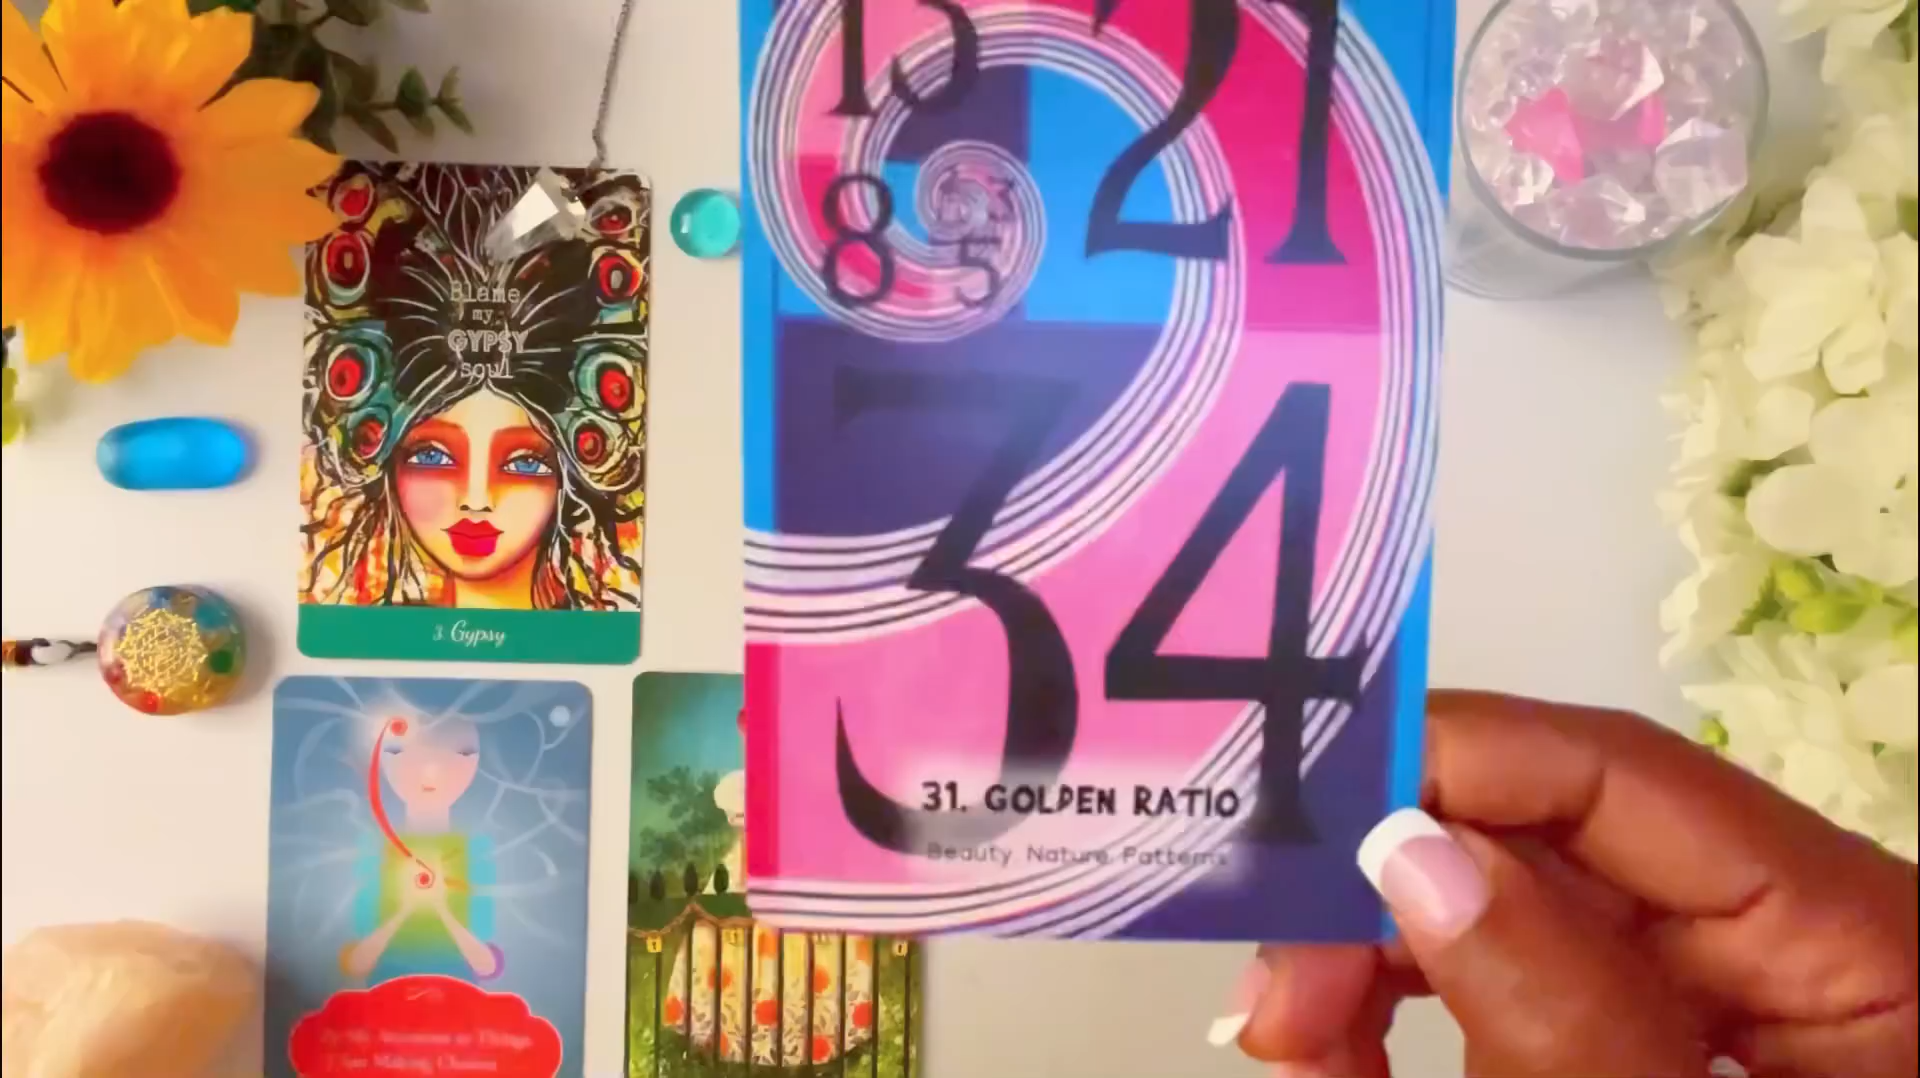 13
21
8
5
34
31. GOLDEN RATIO
Beauty. Nature. Patterns.
Blame
my
GYPSY
soul
3. Gypsy